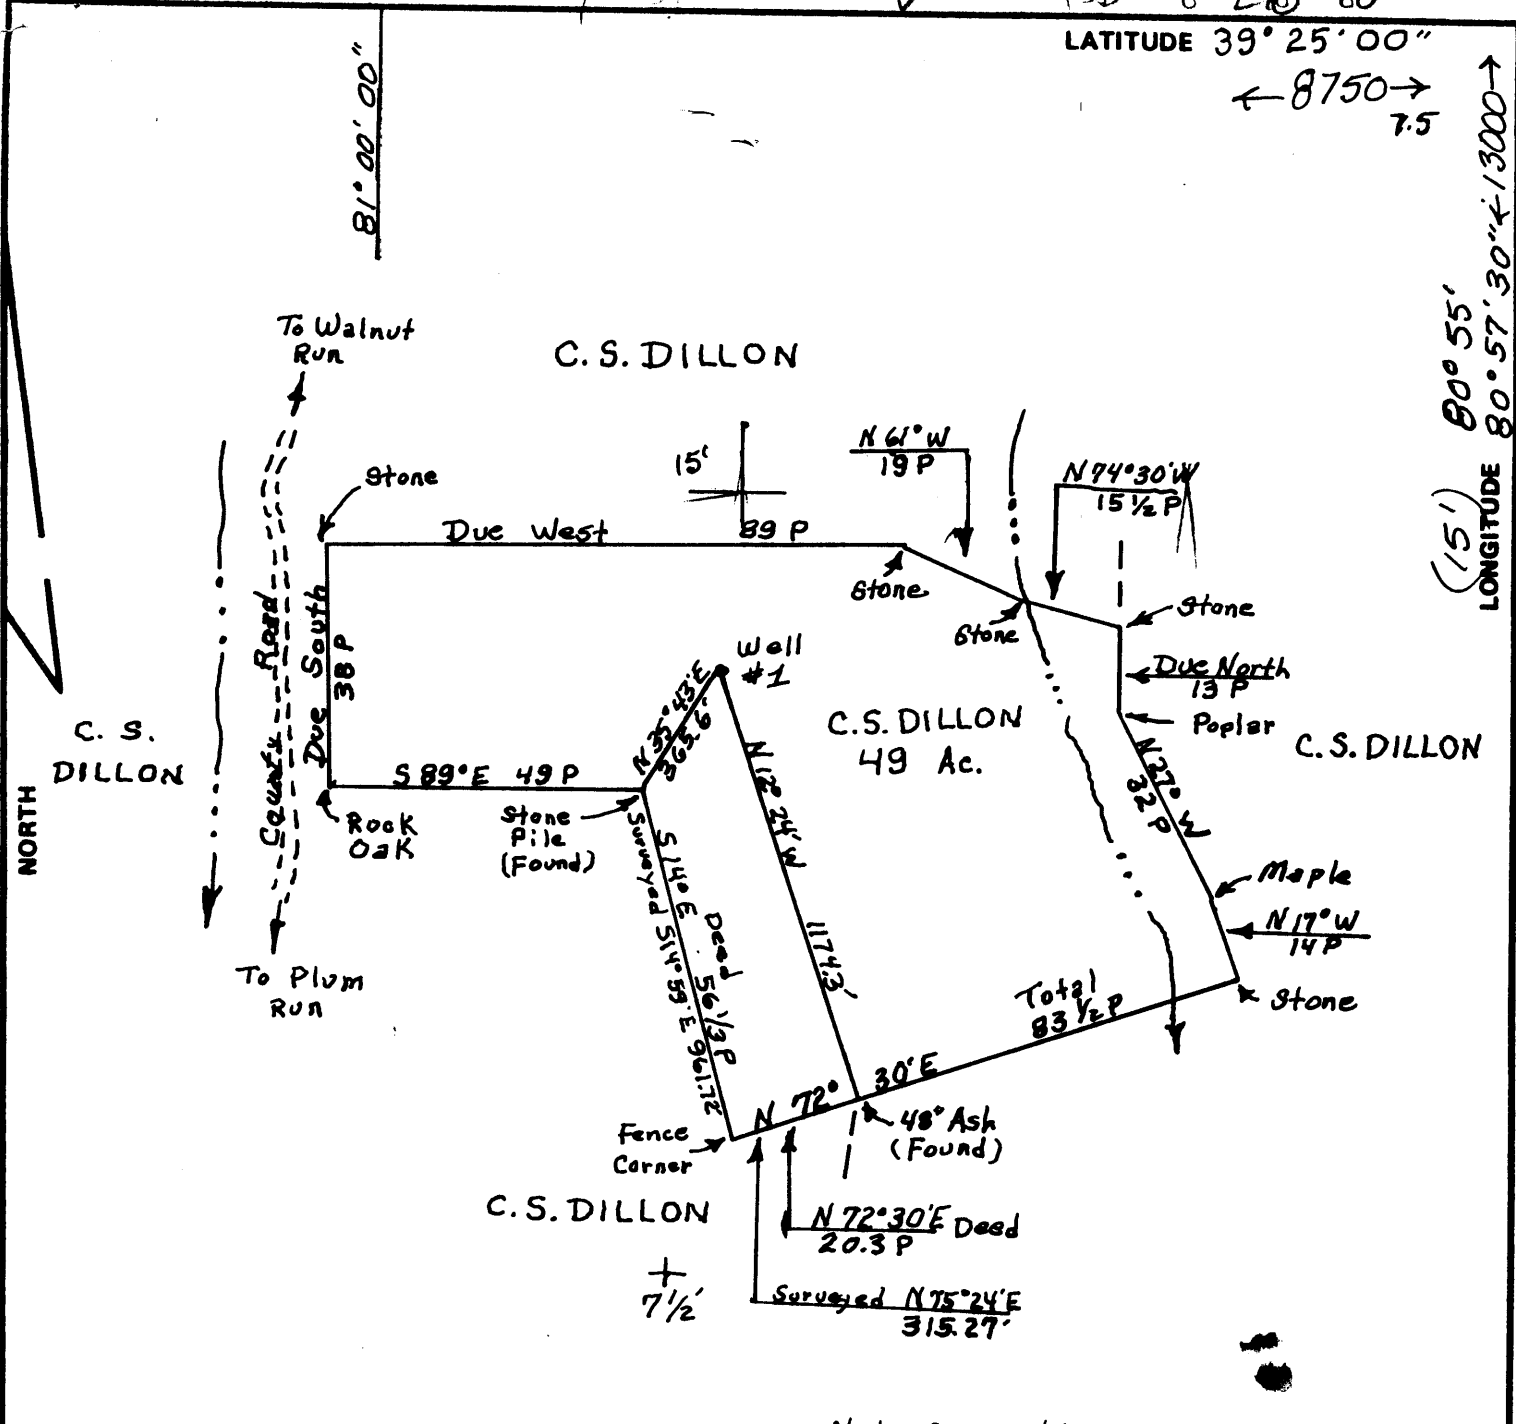 LATITUDE 39° 25' 00"
←8750→
7.5
81° 00' 00"
(15') 80° 55'
LONGITUDE 80° 57' 30" ←13000→
To Walnut
Run
C.S. DILLON
15'
N 61° W
19 P
N 74°30' W
15 ½ P
Stone
Due West 89 P
Stone
Stone
Stone
Due South
38 P
County Road
Well
#1
Due North
13 P
Poplar
C. S.
DILLON
C.S. DILLON
49 Ac.
C.S. DILLON
N 35° 43' E
365.6'
N 12° 24' W 1174.3'
N 27° W
32 P
S 89° E 49 P
Rock
Oak
Stone
Pile
(Found)
NORTH
Maple
N 17° W
14 P
S 14° E Deed 56 1/3 P
Surveyed S14° 59' E 961.72'
To Plum
Run
Total
83 ½ P
Stone
N 72° 30' E
48" Ash
(Found)
Fence
Corner
C.S. DILLON
N 72°30' E Deed
20.3 P
7 ½'
Surveyed N 75°24' E
315.27'